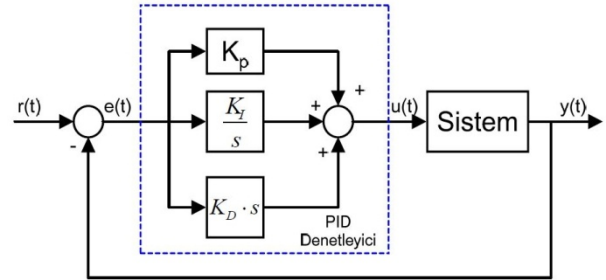 K_p
+
r(t)
e(t)
K_I
s
+
u(t)
Sistem
y(t)
-
+
K_D · s
PID
Denetleyici